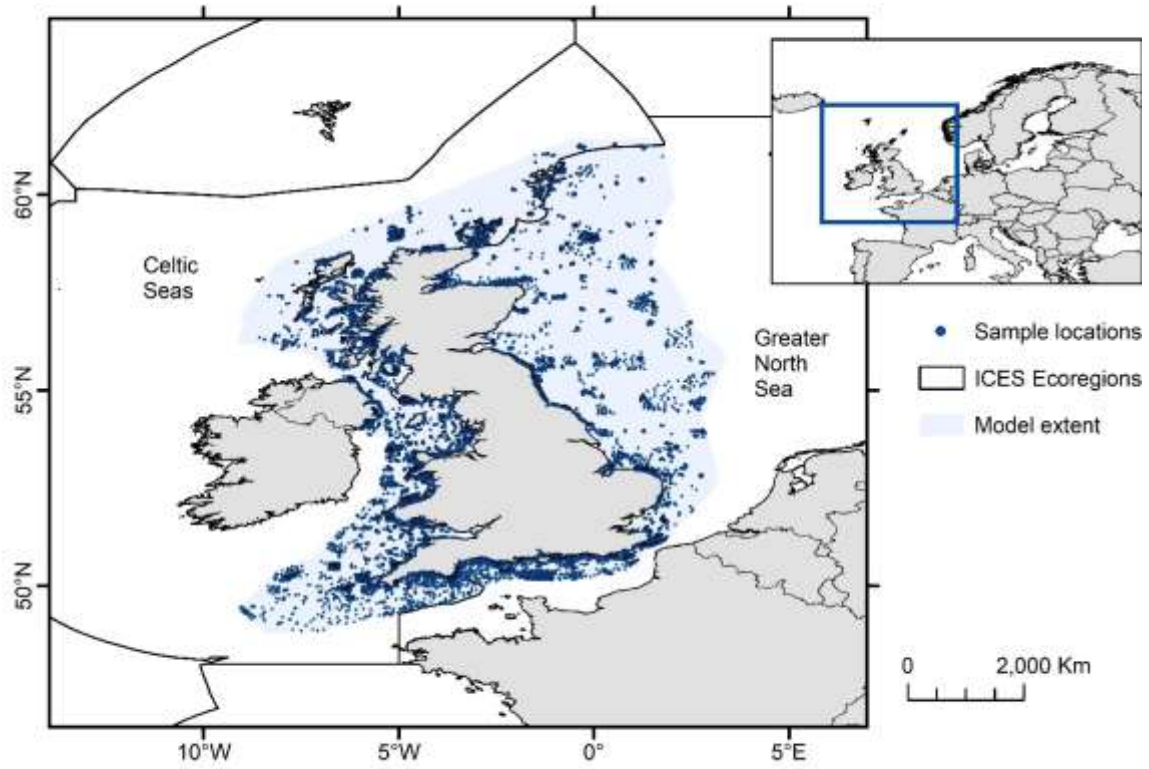 60°N
55°N
50°N
Celtic
Seas
Greater
North
Sea
Sample locations
ICES Ecoregions
Model extent
0 2,000 Km
10°W 5°W 0° 5°E